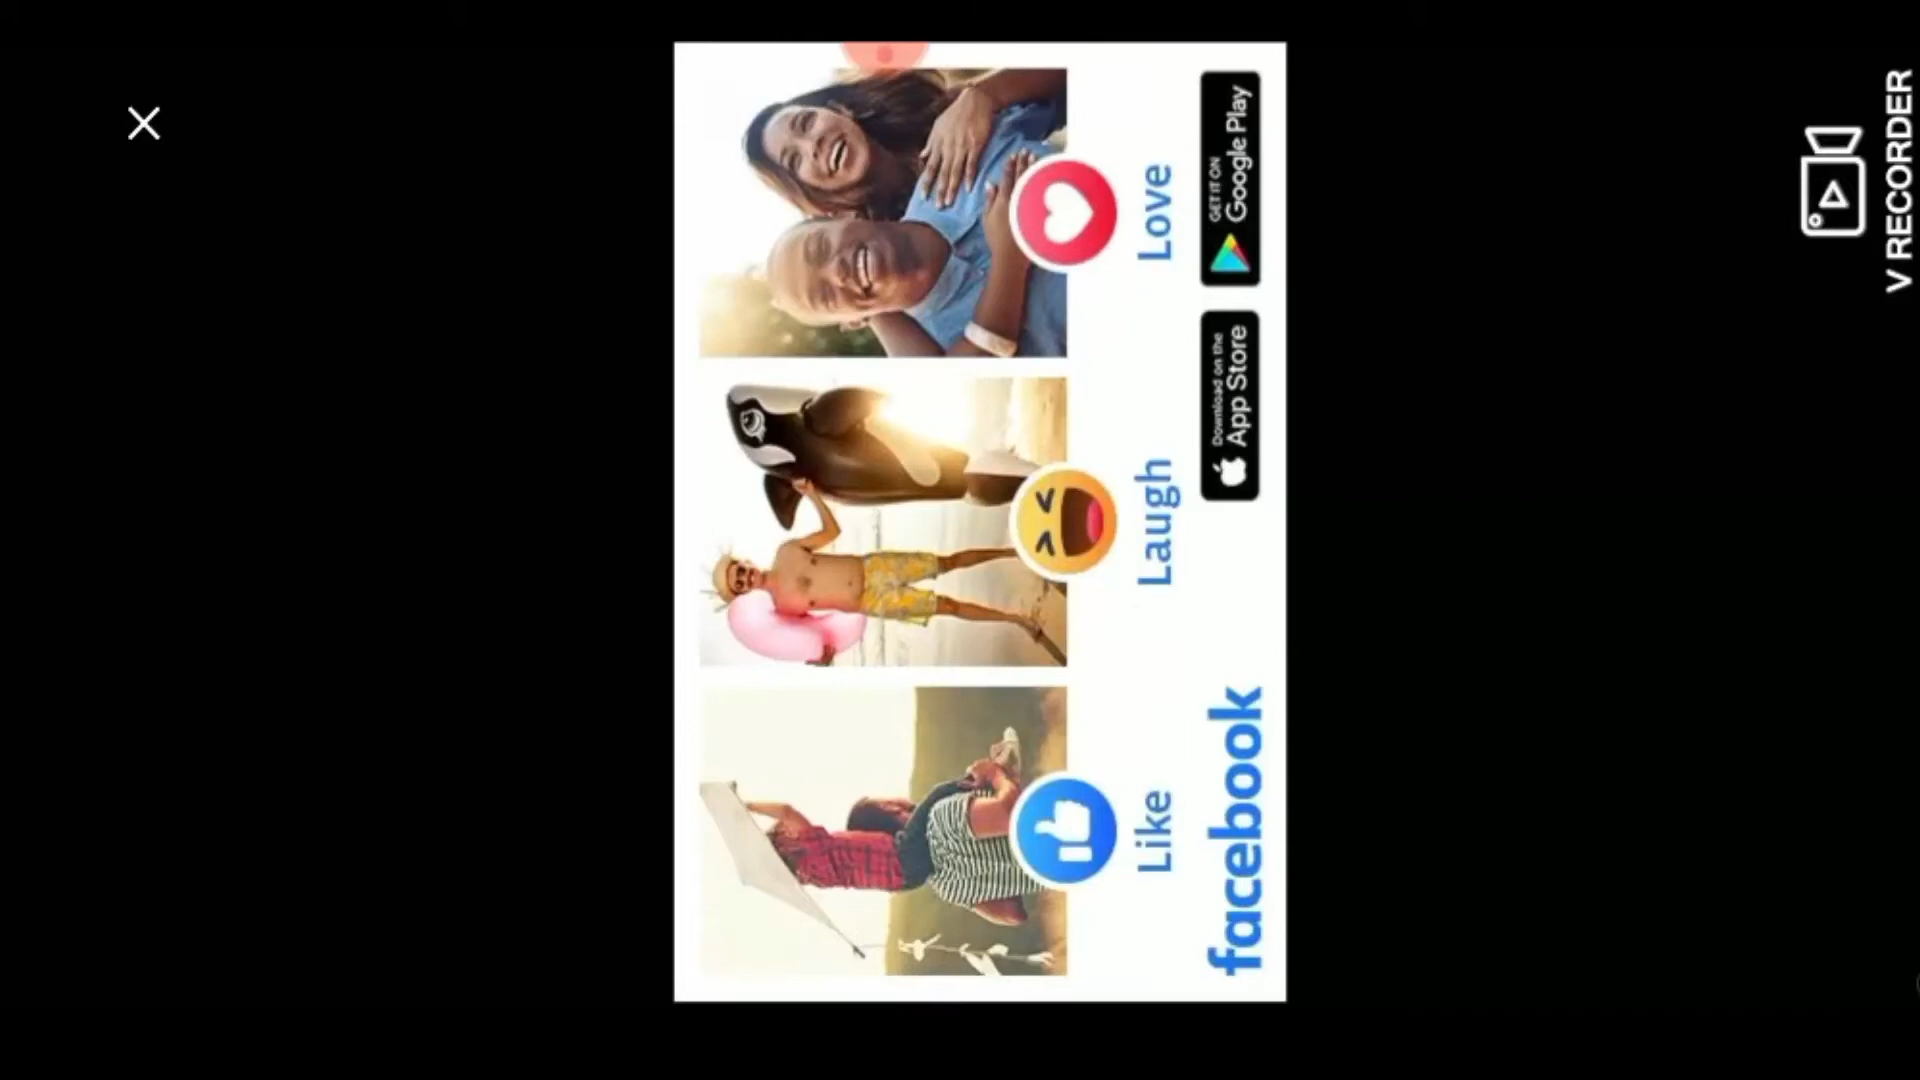 Like
Laugh
Love
facebook
Download on the
App Store
GET IT ON
Google Play
V RECORDER